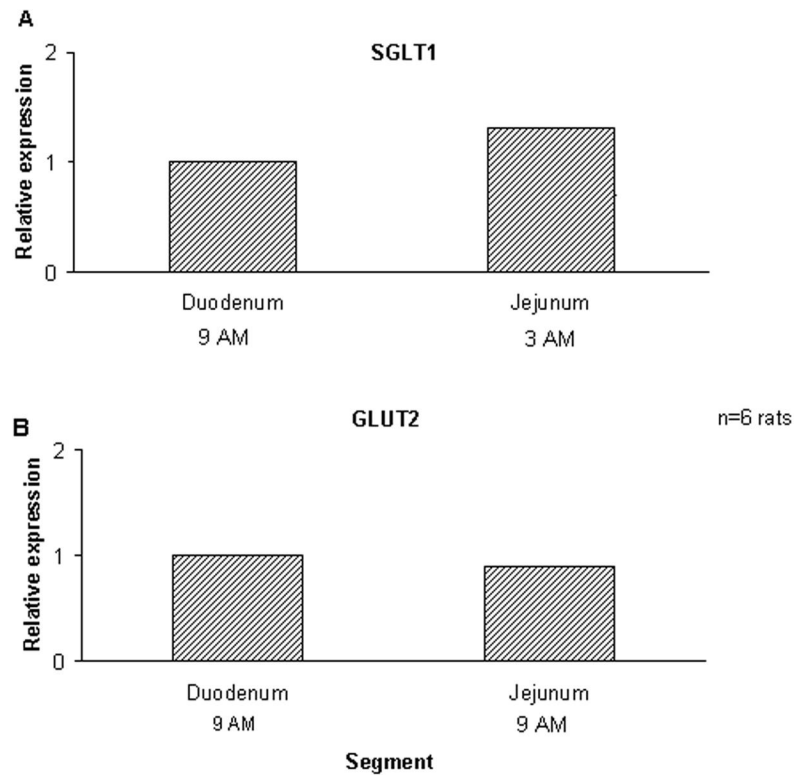 A
SGLT1
Relative expression
2
1
0
Duodenum
Jejunum
9 AM
3 AM
B
GLUT2
n=6 rats
Relative expression
2
1
0
Duodenum
Jejunum
9 AM
9 AM
Segment